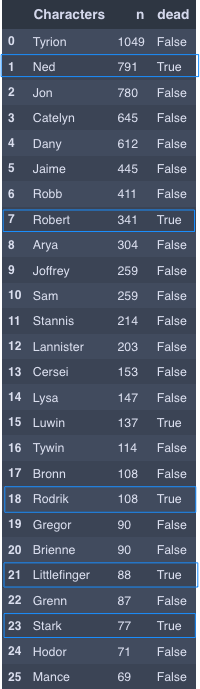 Characters n dead
0 Tyrion 1049 False
1 Ned 791 True
2 Jon 780 False
3 Catelyn 645 False
4 Dany 612 False
5 Jaime 445 False
6 Robb 411 False
7 Robert 341 True
8 Arya 304 False
9 Joffrey 259 False
10 Sam 259 False
11 Stannis 214 False
12 Lannister 203 False
13 Cersei 153 False
14 Lysa 147 False
15 Luwin 137 True
16 Tywin 114 False
17 Bronn 108 False
18 Rodrik 108 True
19 Gregor 90 False
20 Brienne 90 False
21 Littlefinger 88 True
22 Grenn 87 False
23 Stark 77 True
24 Hodor 71 False
25 Mance 69 False